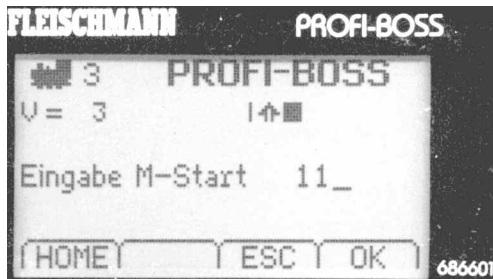 FLEISCHMANN PROFI-BOSS
3 PROFI-BOSS
V = 3
Eingabe M-Start 11_
HOME ESC OK
686601